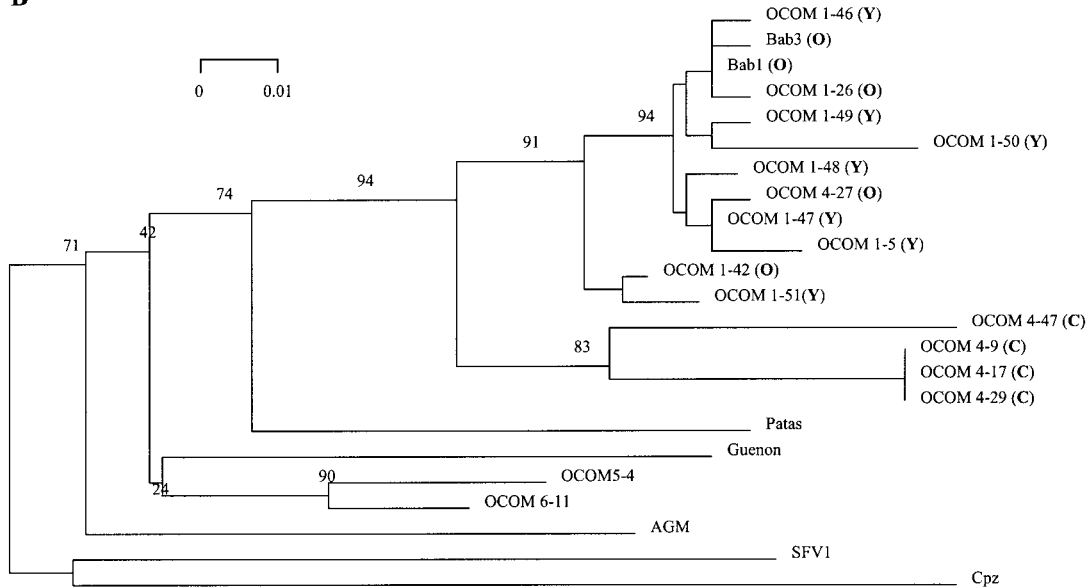 B
OCOM 1-46 (Y)
Bab3 (O)
0 0.01
Bab1 (O)
OCOM 1-26 (O)
94
OCOM 1-49 (Y)
91
OCOM 1-50 (Y)
OCOM 1-48 (Y)
94
74
OCOM 4-27 (O)
OCOM 1-47 (Y)
42
71
OCOM 1-5 (Y)
OCOM 1-42 (O)
OCOM 1-51(Y)
OCOM 4-47 (C)
83
OCOM 4-9 (C)
OCOM 4-17 (C)
OCOM 4-29 (C)
Patas
Guenon
90
OCOM5-4
24
OCOM 6-11
AGM
SFV1
Cpz